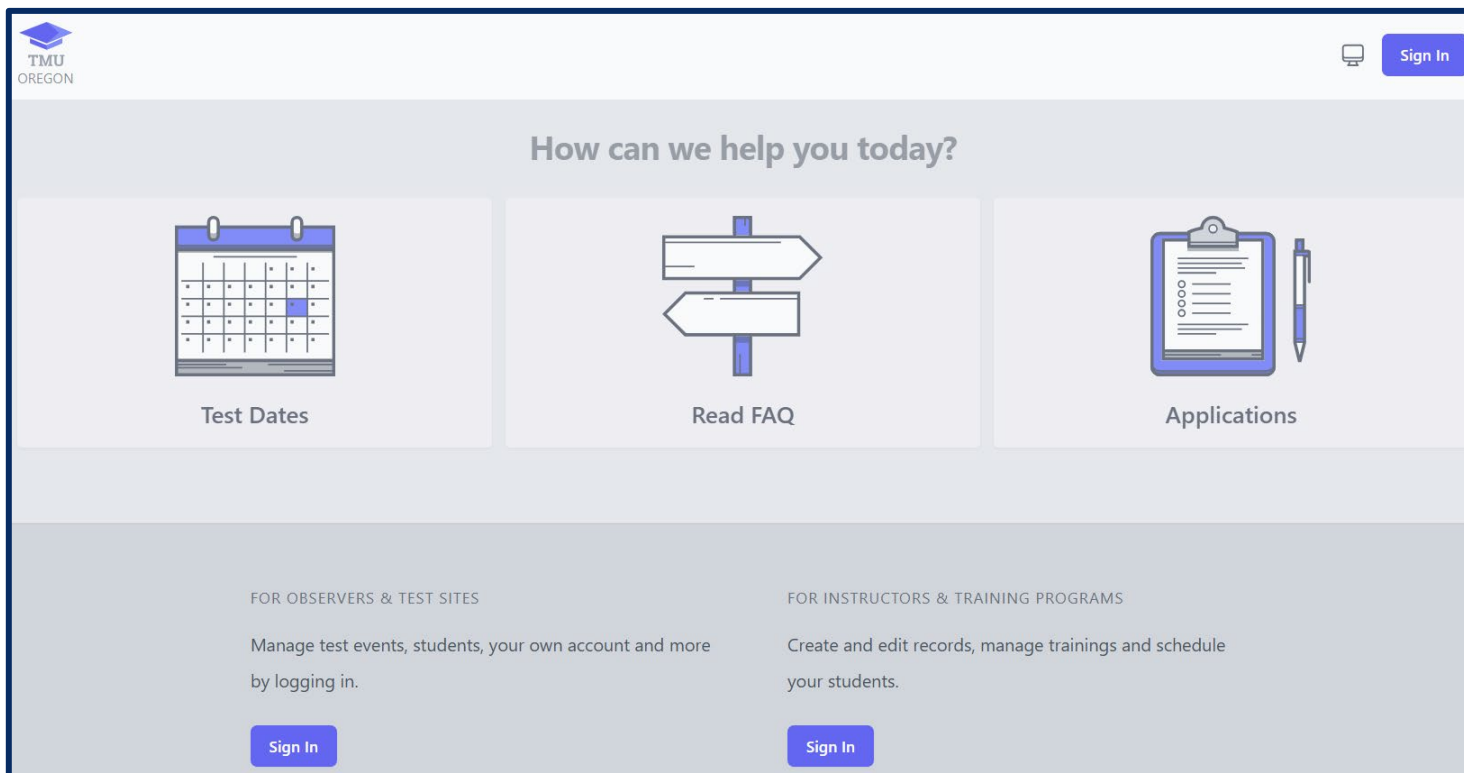 TMU
OREGON
Sign In
How can we help you today?
Test Dates
Read FAQ
Applications
FOR OBSERVERS & TEST SITES
Manage test events, students, your own account and more
by logging in.
Sign In
FOR INSTRUCTORS & TRAINING PROGRAMS
Create and edit records, manage trainings and schedule
your students.
Sign In